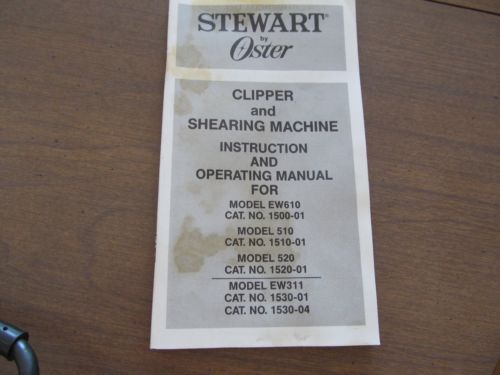 STEWART®
by
Oster
CLIPPER
and
SHEARING MACHINE
INSTRUCTION
AND
OPERATING MANUAL
FOR
MODEL EW610
CAT. NO. 1500-01
MODEL 510
CAT. NO. 1510-01
MODEL 520
CAT. NO. 1520-01
MODEL EW311
CAT. NO. 1530-01
CAT. NO. 1530-04